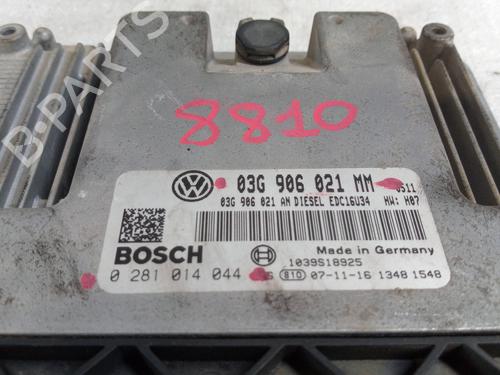 B-PARTS
8810
VW
03G 906 021 MM
03G 906 021 AN DIESEL EDC16U34 HW: H07
BOSCH
Made in Germany
1039S18925
0 281 014 044
810 07-11-16 1348 1548